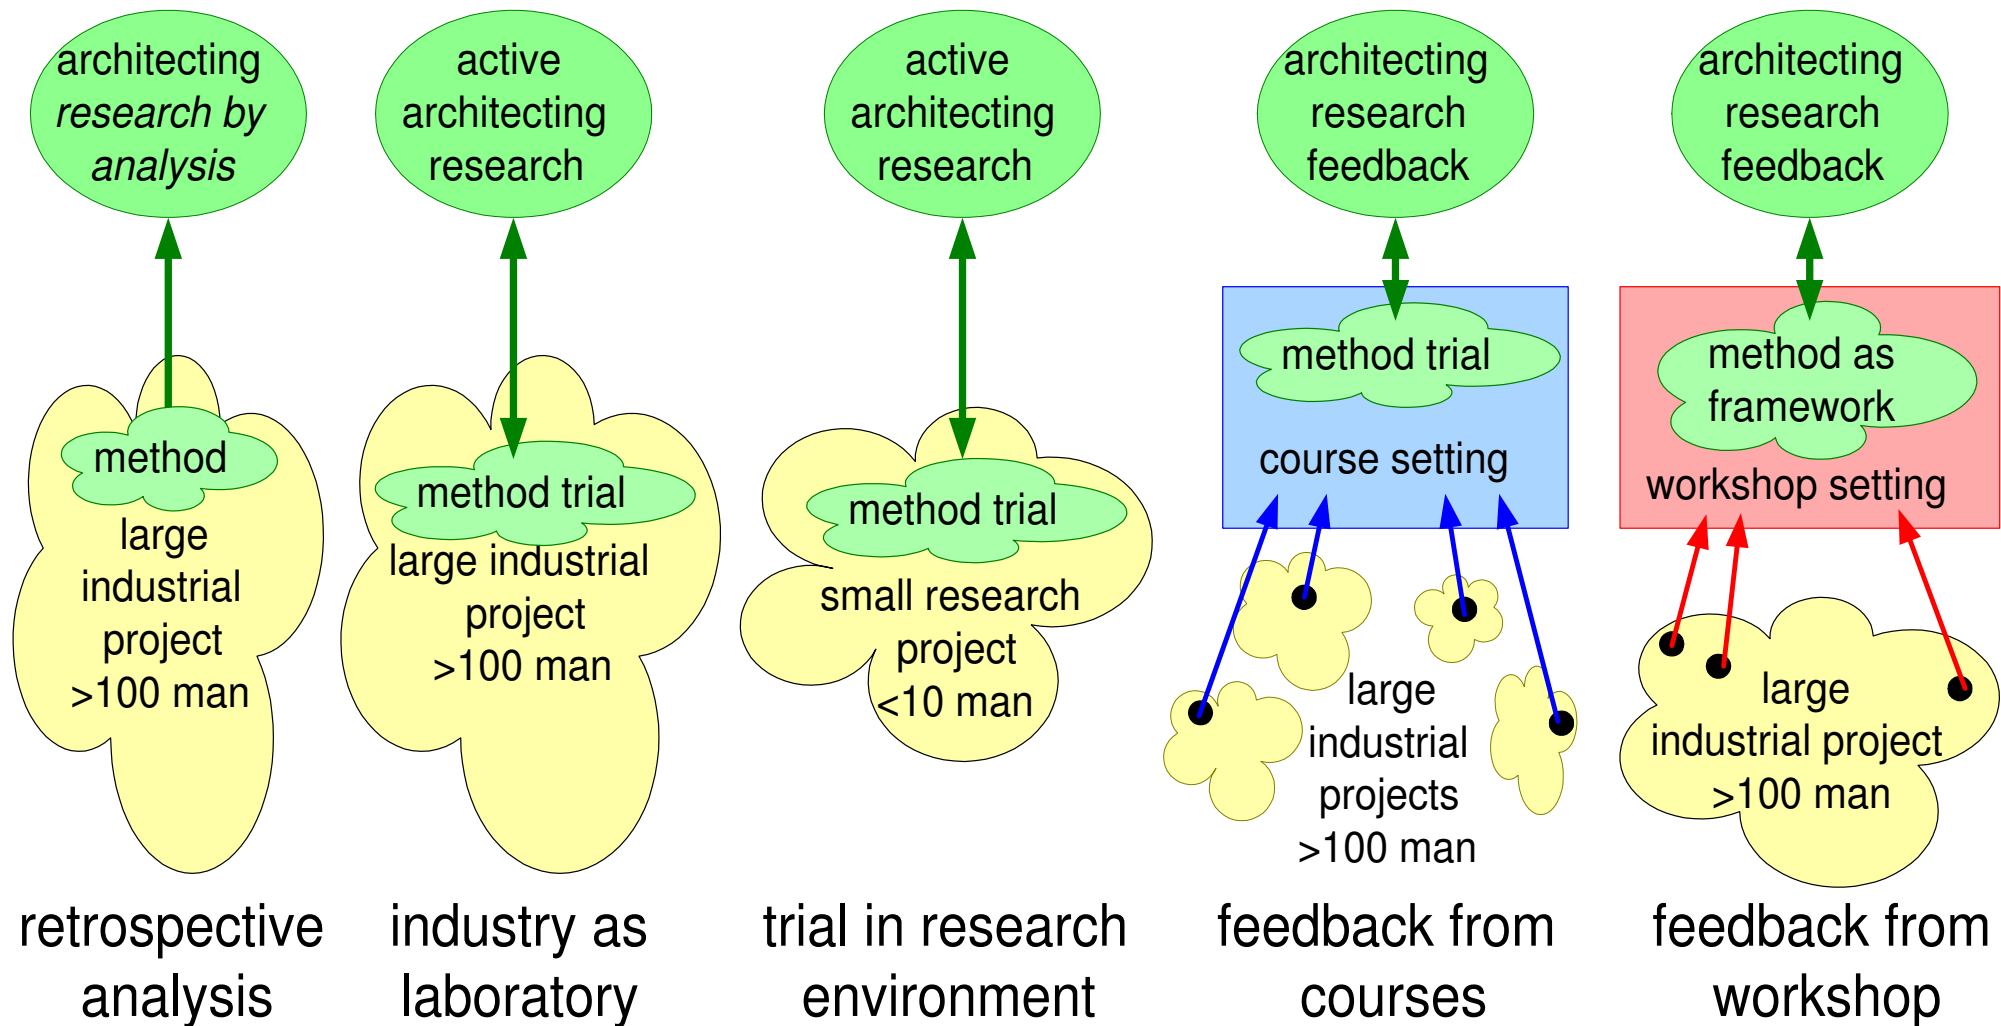 architecting
research by
analysis
method
large
industrial
project
>100 man
retrospective
analysis
active
architecting
research
method trial
large industrial
project
>100 man
industry as
laboratory
active
architecting
research
method trial
small research
project
<10 man
trial in research
environment
architecting
research
feedback
method trial
course setting
large
industrial
projects
>100 man
feedback from
courses
architecting
research
feedback
method as
framework
workshop setting
large
industrial project
>100 man
feedback from
workshop